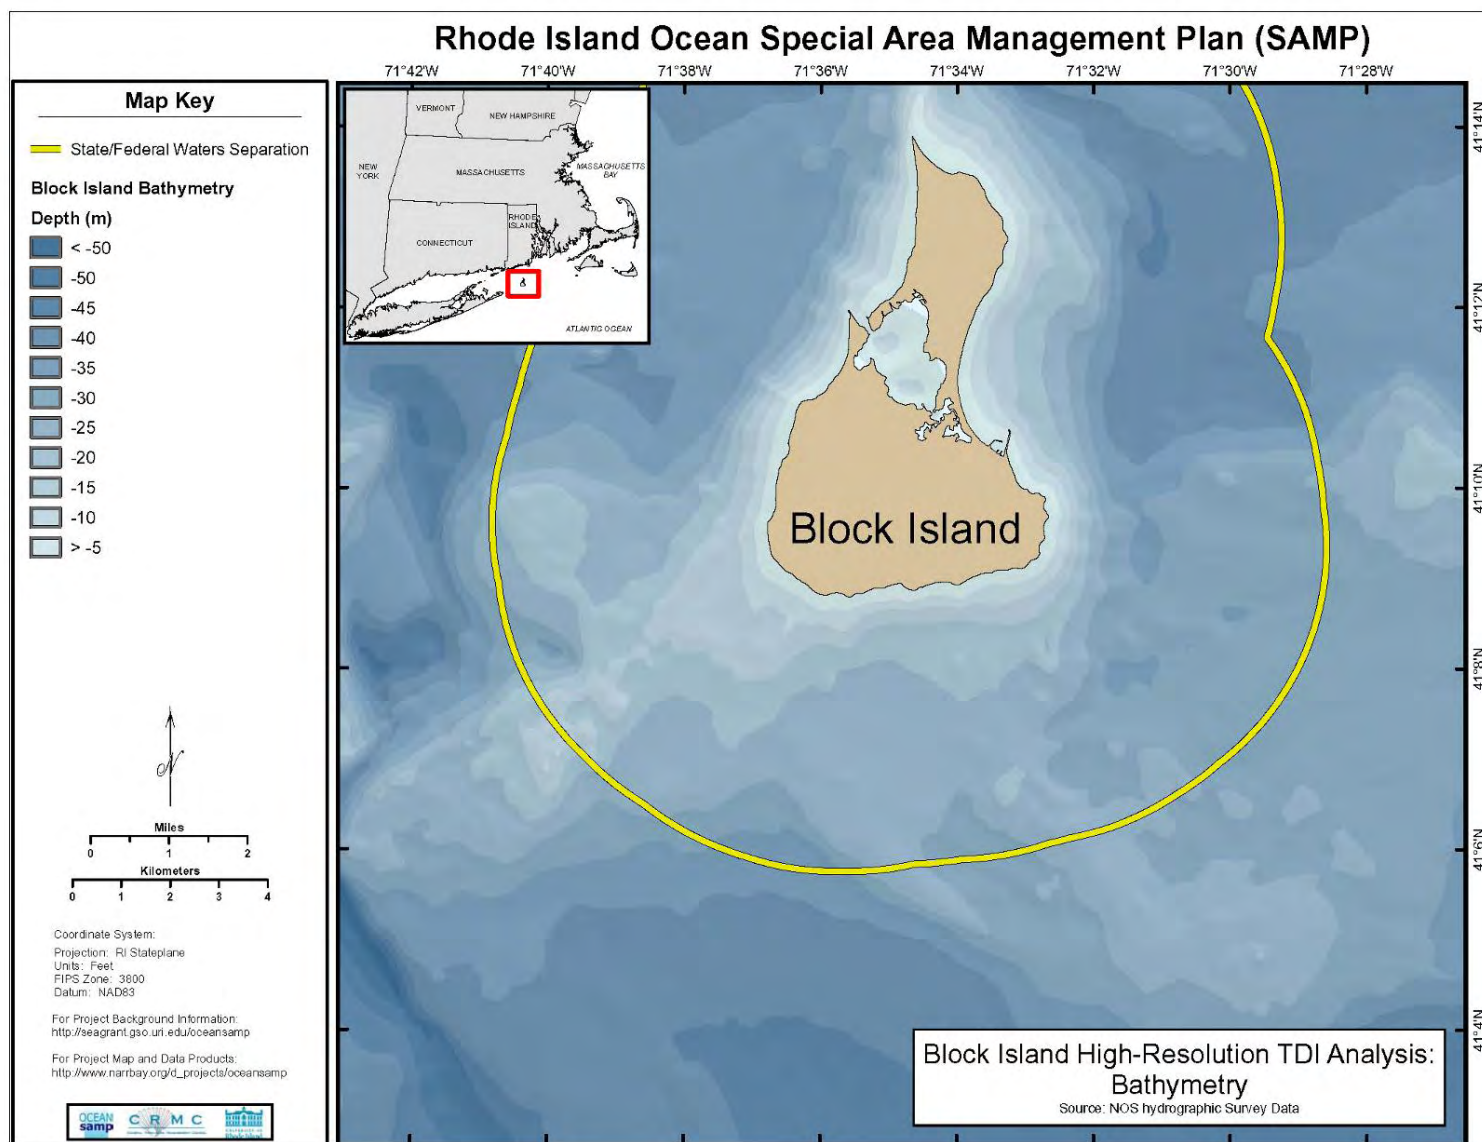 Rhode Island Ocean Special Area Management Plan (SAMP)
71°42'W 71°40'W 71°38'W 71°36'W 71°34'W 71°32'W 71°30'W 71°28'W
Map Key
State/Federal Waters Separation
Block Island Bathymetry
Depth (m)
< -50
-50
-45
-40
-35
-30
-25
-20
-15
-10
> -5
Miles
0 1 2
Kilometers
0 1 2 3 4
Coordinate System:
Projection: RI Stateplane
Units: Feet
FIPS Zone: 3800
Datum: NAD83
For Project Background Information:
http://seagrant.gso.uri.edu/oceansamp
For Project Map and Data Products:
http://www.narrbay.org/d_projects/oceansamp
OCEAN
samp
C R M C
Rhode Island
VERMONT
NEW HAMPSHIRE
NEW
YORK
MASSACHUSETTS
MASSACHUSETTS
BAY
RHODE
ISLAND
CONNECTICUT
ATLANTIC OCEAN
Block Island
41°14'N
41°12'N
41°10'N
41°8'N
41°6'N
41°4'N
Block Island High-Resolution TDI Analysis:
Bathymetry
Source: NOS hydrographic Survey Data